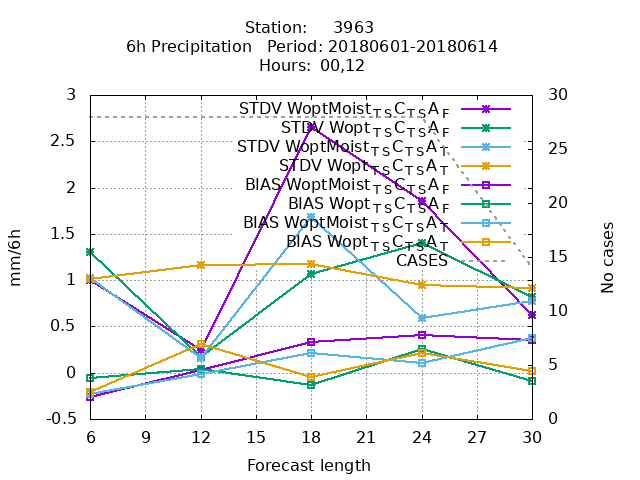 Station: 3963
6h Precipitation Period: 20180601-20180614
Hours: 00,12
3
2.5
2
1.5
1
0.5
0
-0.5
30
25
20
15
10
5
0
mm/6h
No cases
STDV WoptMoist TS C TS A F
STDV Wopt TS C TS A F
STDV WoptMoist TS C TS A T
STDV Wopt TS C TS A T
BIAS WoptMoist TS C TS A F
BIAS Wopt TS C TS A F
BIAS WoptMoist TS C TS A T
BIAS Wopt TS C TS A T
CASES
6 9 12 15 18 21 24 27 30
Forecast length